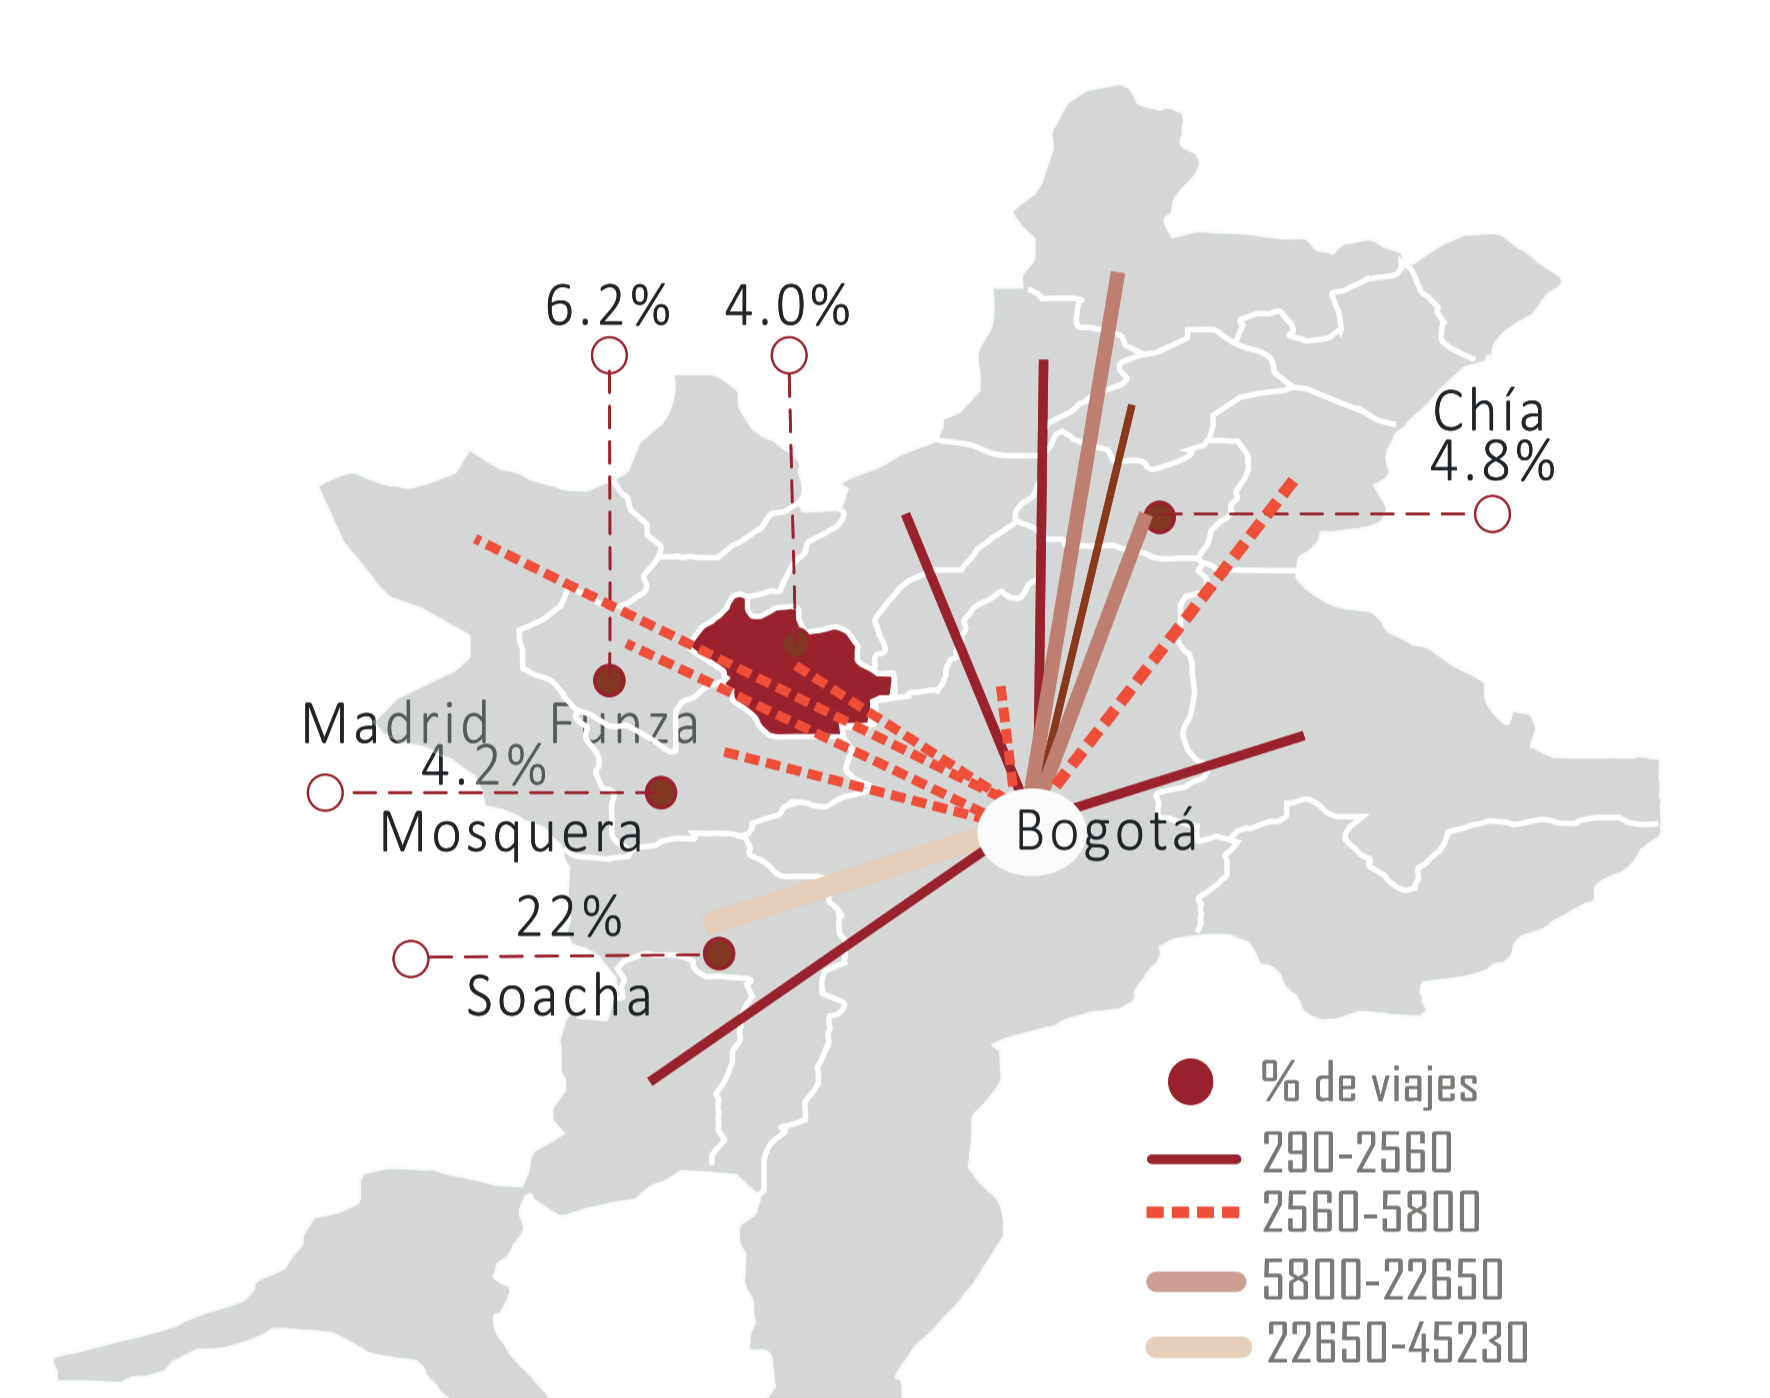 6.2%
4.0%
Chía
4.8%
Madrid
Funza
4.2%
Mosquera
Bogotá
22%
Soacha
% de viajes
290-2560
2560-5800
5800-22650
22650-45230